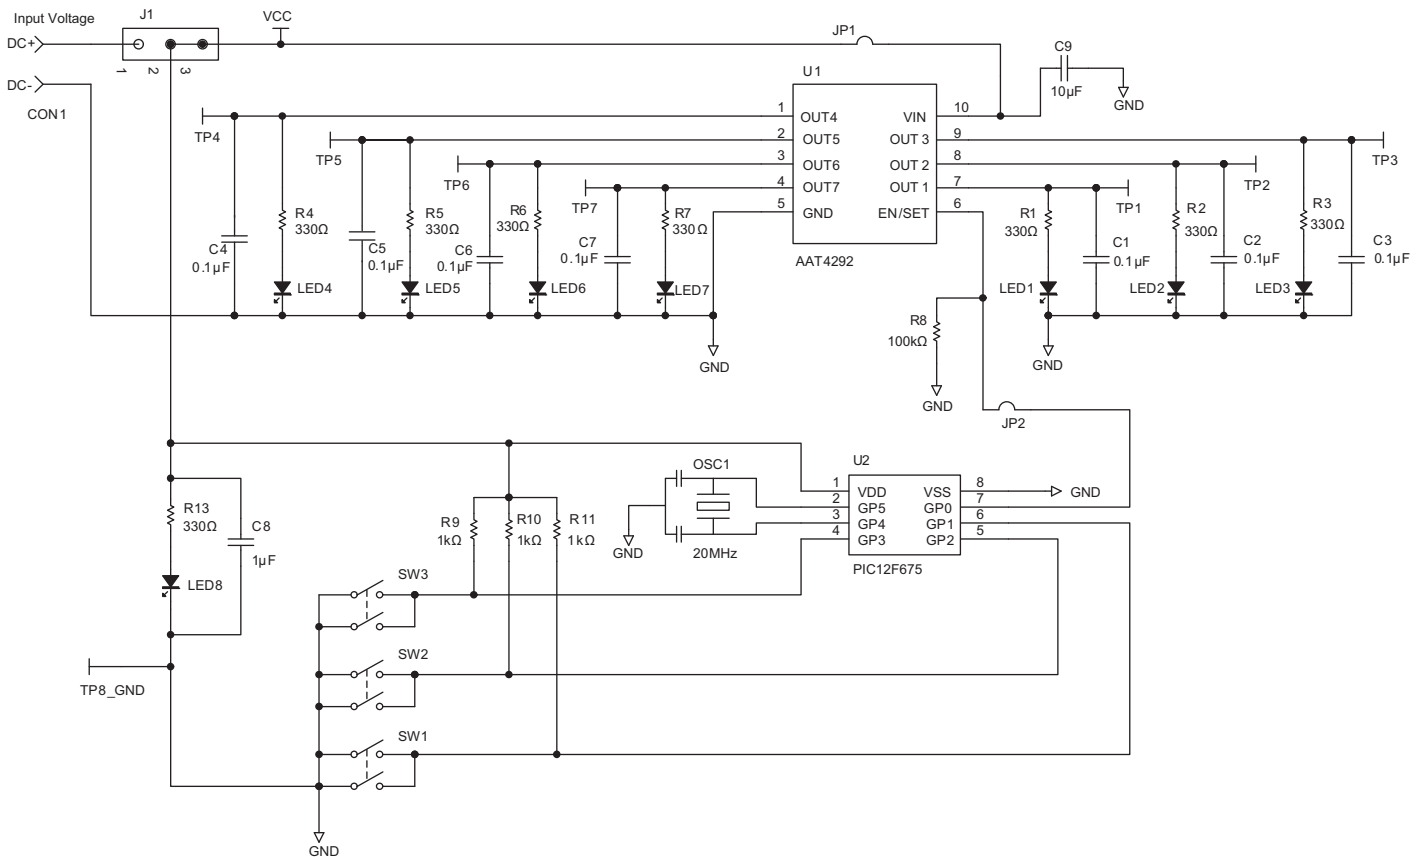 Input Voltage
DC+
J1
1
2
3
VCC
JP1
C9
10µF
GND
DC-
CON1
U1
TP4
1
OUT4
VIN
10
TP5
2
OUT5
OUT 3
9
TP3
TP6
3
OUT6
OUT 2
8
TP2
TP7
4
OUT7
OUT 1
7
TP1
5
GND
EN/SET
6
AAT4292
C4
0.1µF
R4
330Ω
LED4
C5
0.1µF
R5
330Ω
LED5
C6
0.1µF
R6
330Ω
LED6
C7
0.1µF
R7
330Ω
LED7
GND
R8
100kΩ
GND
R1
330Ω
LED1
C1
0.1µF
R2
330Ω
LED2
C2
0.1µF
R3
330Ω
LED3
C3
0.1µF
GND
JP2
R13
330Ω
C8
1µF
LED8
TP8_GND
R9
1kΩ
R10
1kΩ
R11
1kΩ
OSC1
20MHz
GND
U2
1
VDD
VSS
8
GND
2
GP5
GP0
7
3
GP4
GP1
6
4
GP3
GP2
5
PIC12F675
SW3
SW2
SW1
GND